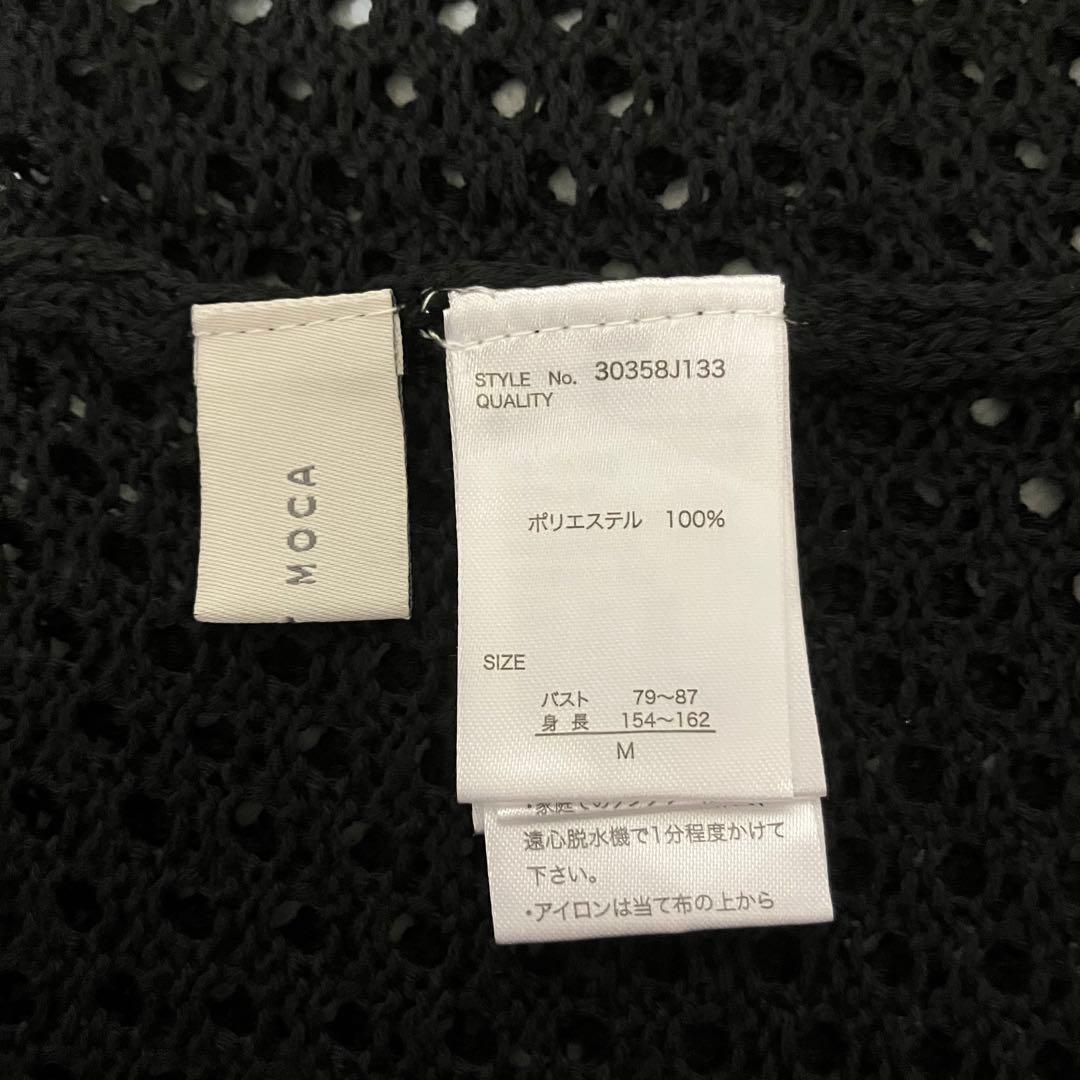 MOCA
STYLE No. 30358J133
QUALITY
ポリエステル 100%
SIZE
バスト 79～87
身長 154～162
M
遠心脱水機で1分程度かけて
下さい。
・アイロンは当て布の上から